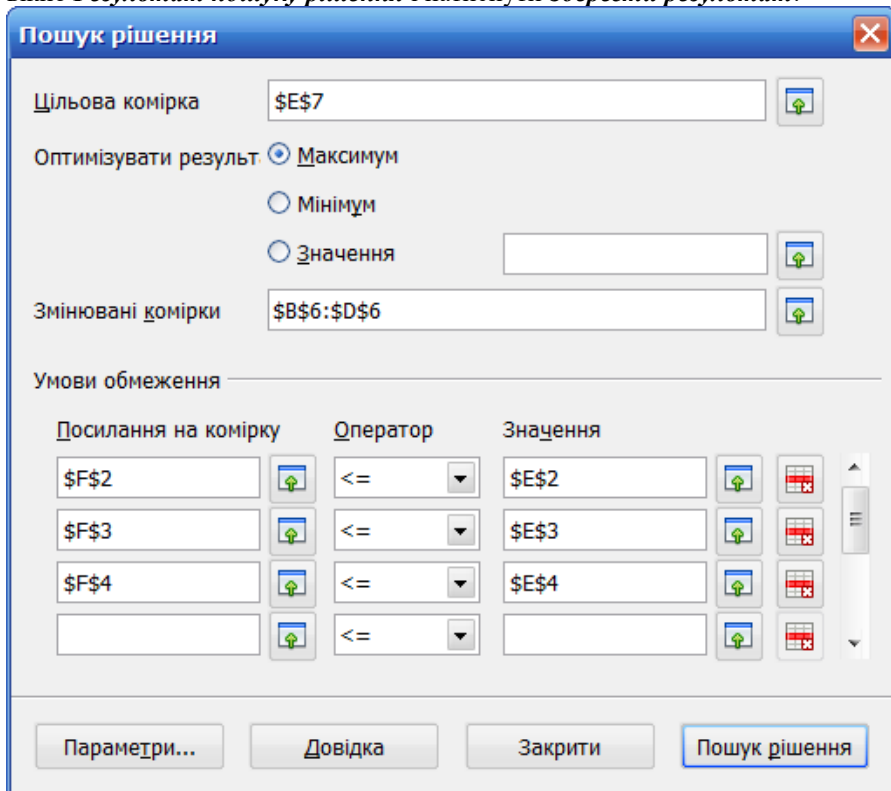 Пошук рішення
Цільова комірка $E$7
Оптимізувати результ Максимум
Мінімум
Значення
Змінювані комірки $B$6:$D$6
Умови обмеження
Посилання на комірку Оператор Значення
$F$2 <= $E$2
$F$3 <= $E$3
$F$4 <= $E$4
<=
Параметри... Довідка Закрити Пошук рішення